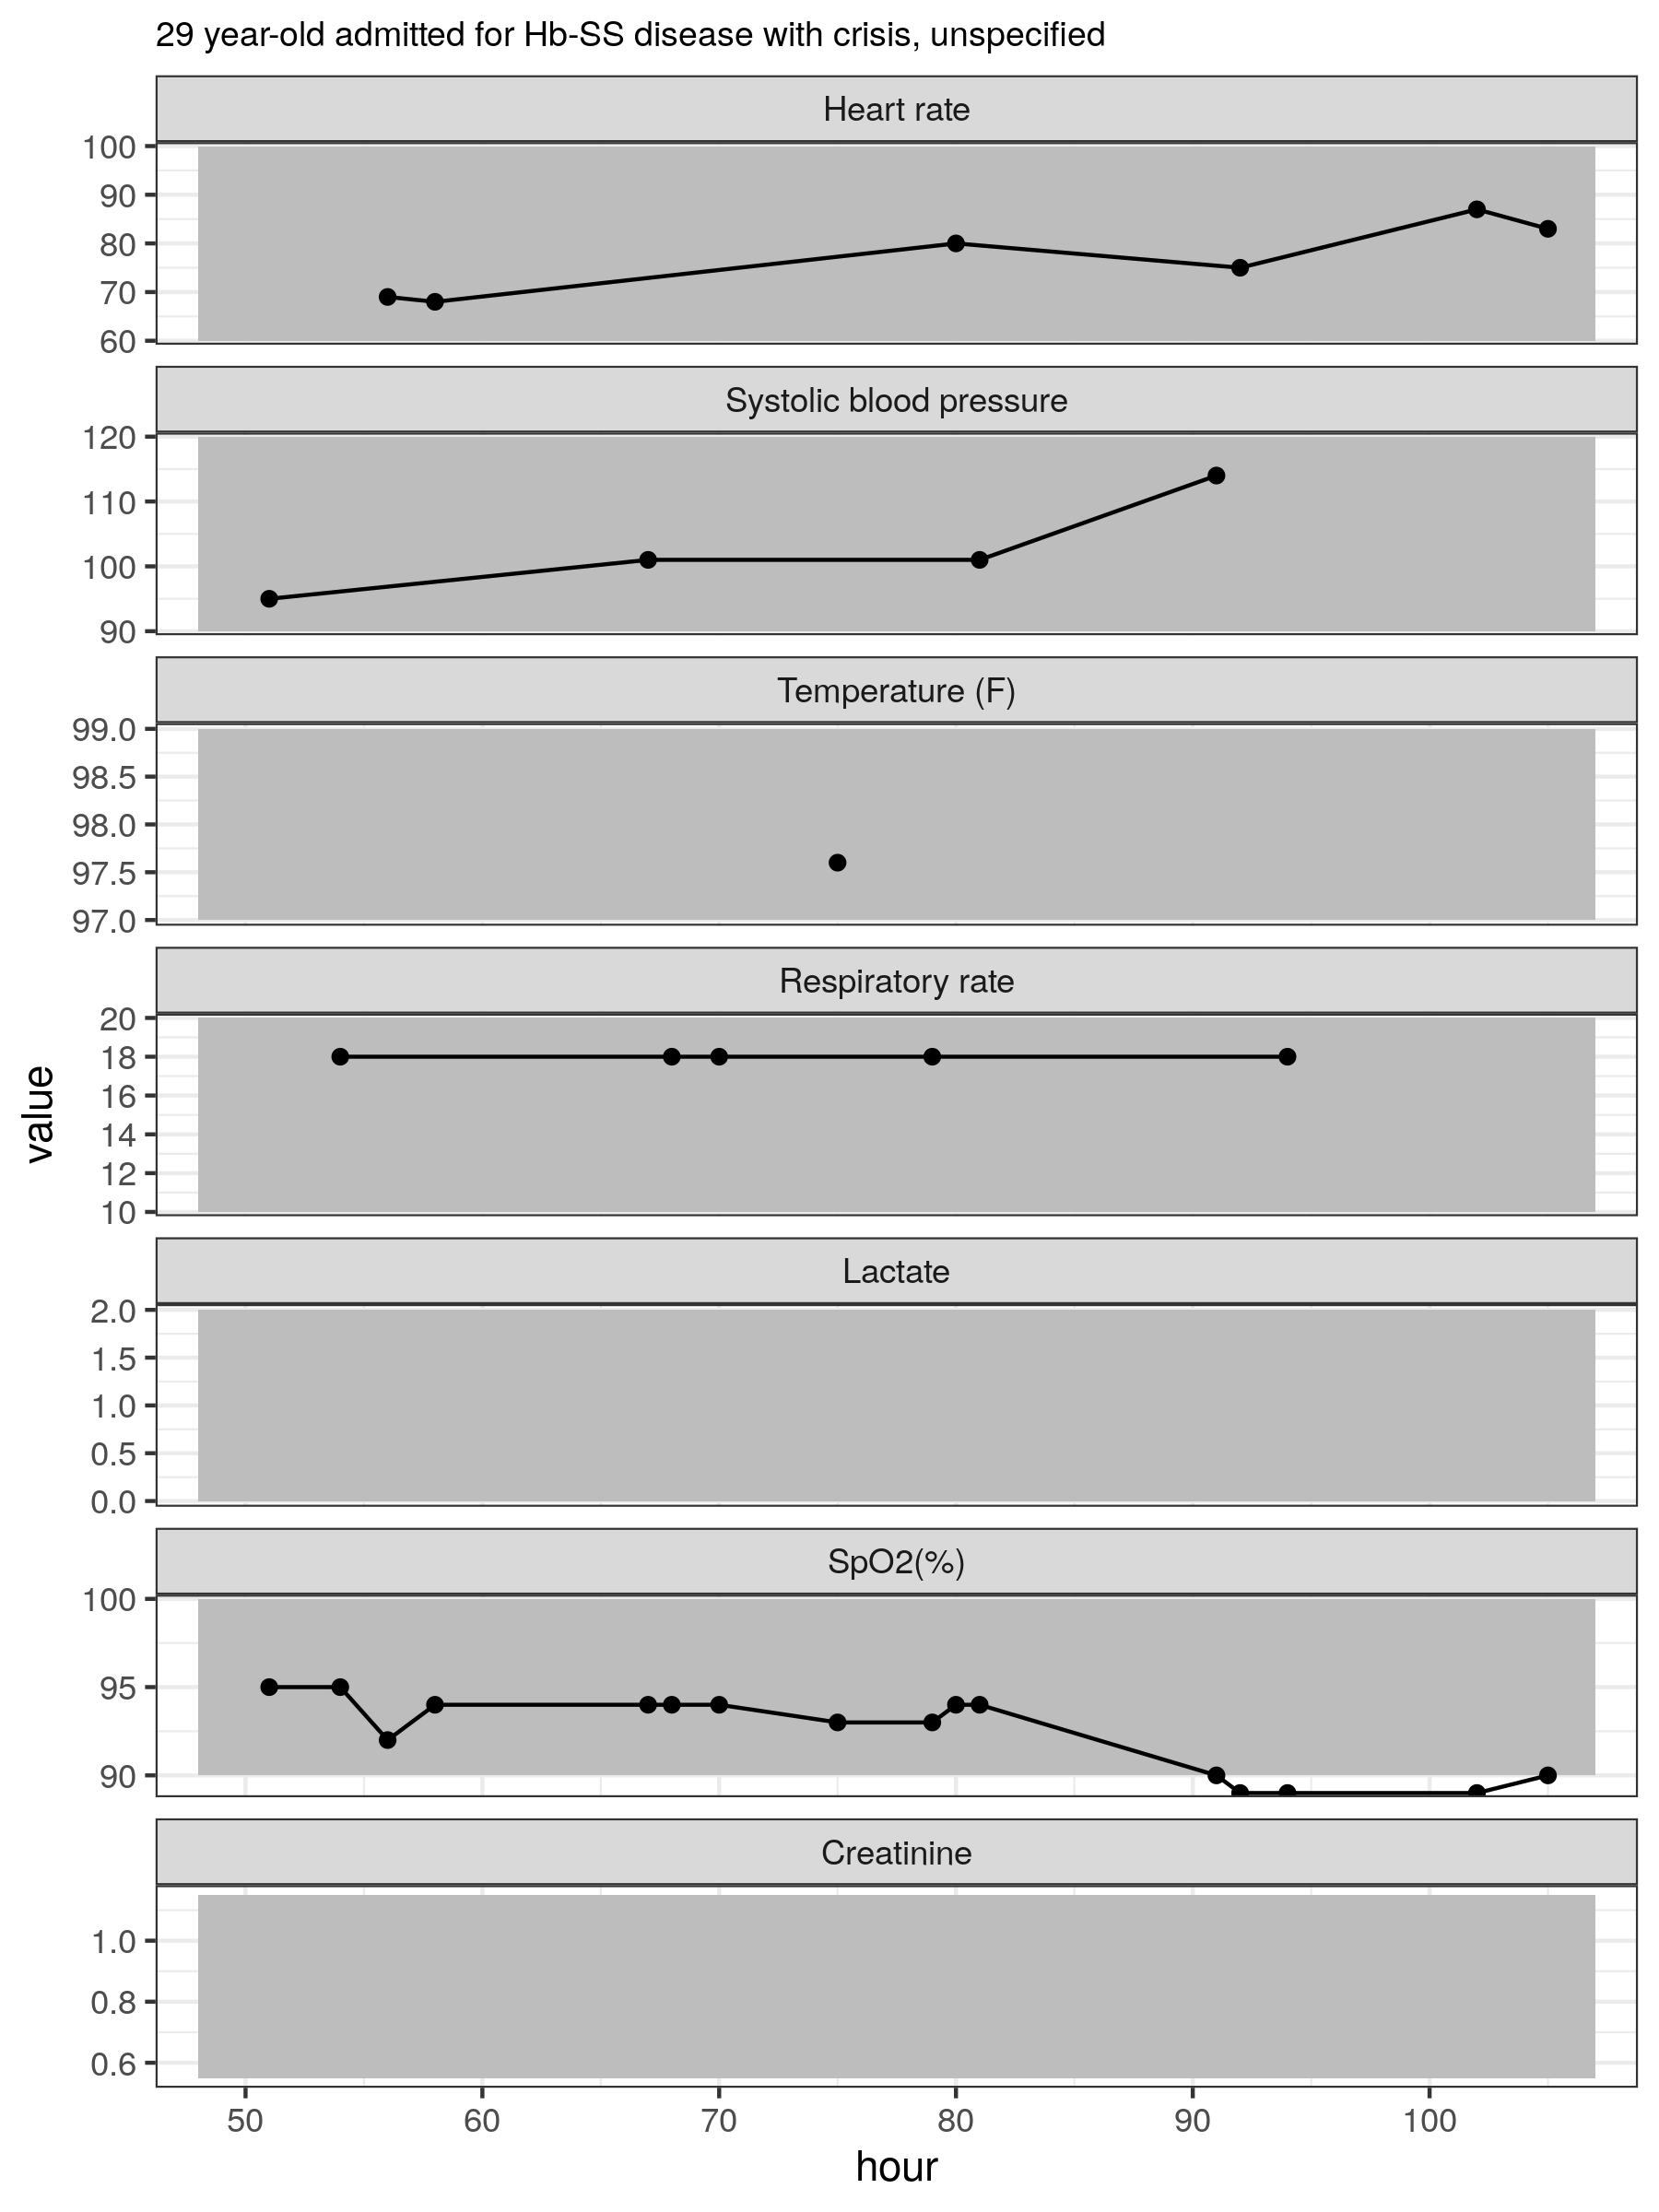 29 year-old admitted for Hb-SS disease with crisis, unspecified
Heart rate
100
90
80
70
60
Systolic blood pressure
120
110
100
90
Temperature (F)
99.0
98.5
98.0
97.5
97.0
Respiratory rate
20
18
16
14
12
10
value
Lactate
2.0
1.5
1.0
0.5
0.0
SpO2(%)
100
95
90
Creatinine
1.0
0.8
0.6
50 60 70 80 90 100
hour